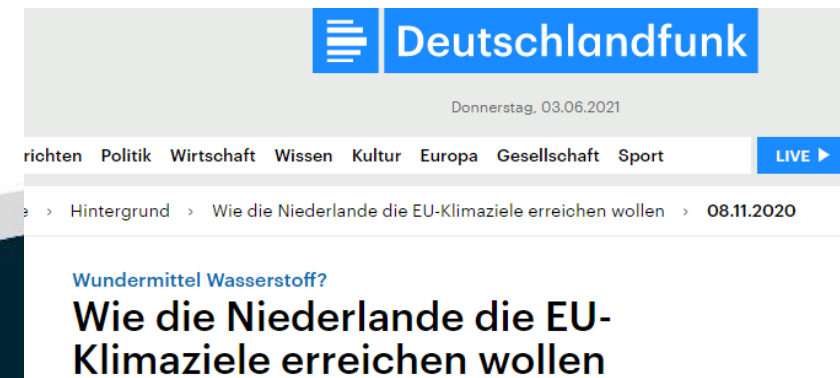 Deutschlandfunk
Donnerstag, 03.06.2021
Politik Wirtschaft Wissen Kultur Europa Gesellschaft Sport LIVE
› Hintergrund › Wie die Niederlande die EU-Klimaziele erreichen wollen › 08.11.2020
Wundermittel Wasserstoff?
Wie die Niederlande die EU-
Klimaziele erreichen wollen